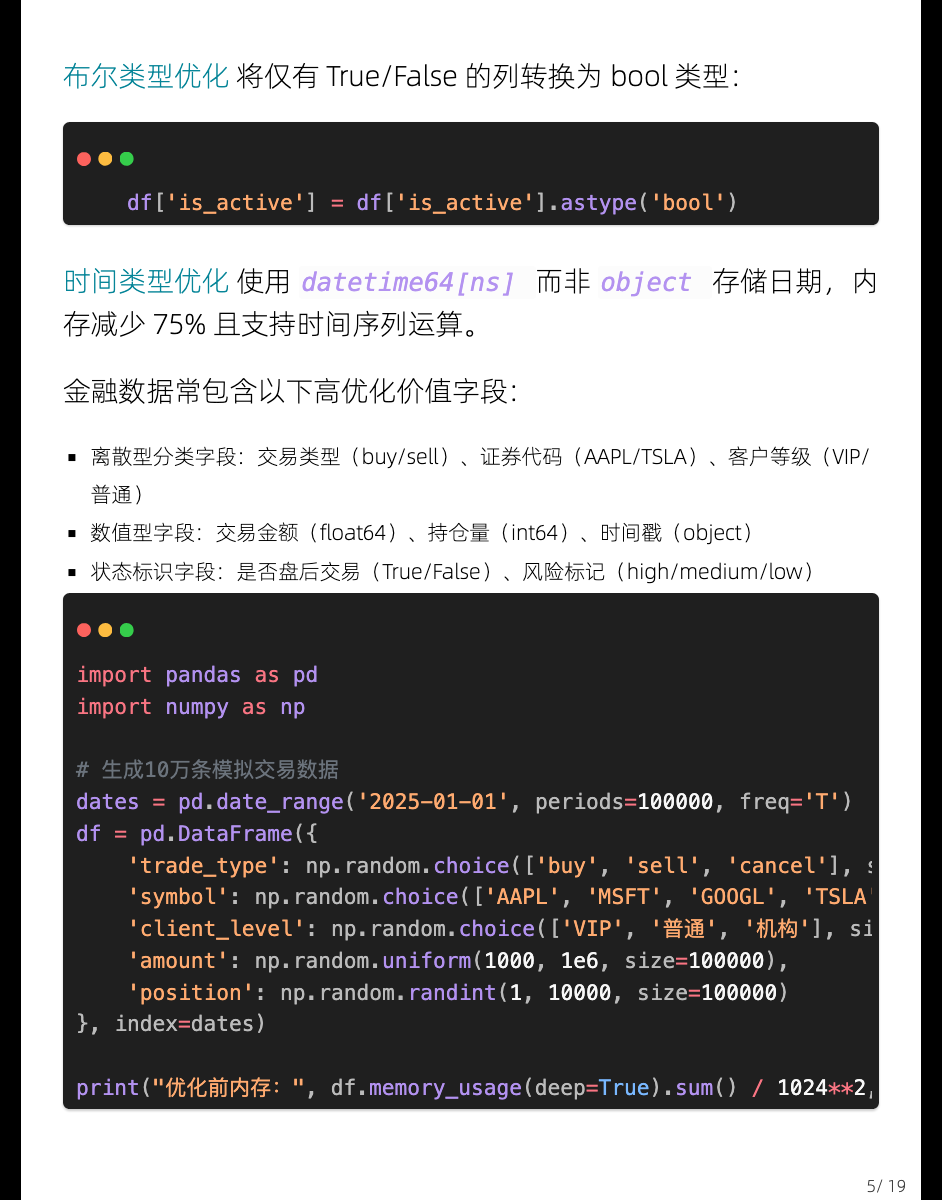 布尔类型优化 将仅有 True/False 的列转换为 bool 类型：
df['is_active'] = df['is_active'].astype('bool')
时间类型优化 使用 datetime64[ns] 而非 object 存储日期，内
存减少 75% 且支持时间序列运算。
金融数据常包含以下高优化价值字段：
▪ 离散型分类字段：交易类型（buy/sell）、证券代码（AAPL/TSLA）、客户等级（VIP/
普通）
▪ 数值型字段：交易金额（float64）、持仓量（int64）、时间戳（object）
▪ 状态标识字段：是否盘后交易（True/False）、风险标记（high/medium/low）
import pandas as pd
import numpy as np
# 生成10万条模拟交易数据
dates = pd.date_range('2025-01-01', periods=100000, freq='T')
df = pd.DataFrame({
    'trade_type': np.random.choice(['buy', 'sell', 'cancel'],
    'symbol': np.random.choice(['AAPL', 'MSFT', 'GOOGL', 'TSLA'
    'client_level': np.random.choice(['VIP', '普通', '机构'], si
    'amount': np.random.uniform(1000, 1e6, size=100000),
    'position': np.random.randint(1, 10000, size=100000)
}, index=dates)
print("优化前内存：", df.memory_usage(deep=True).sum() / 1024**2,
5/ 19